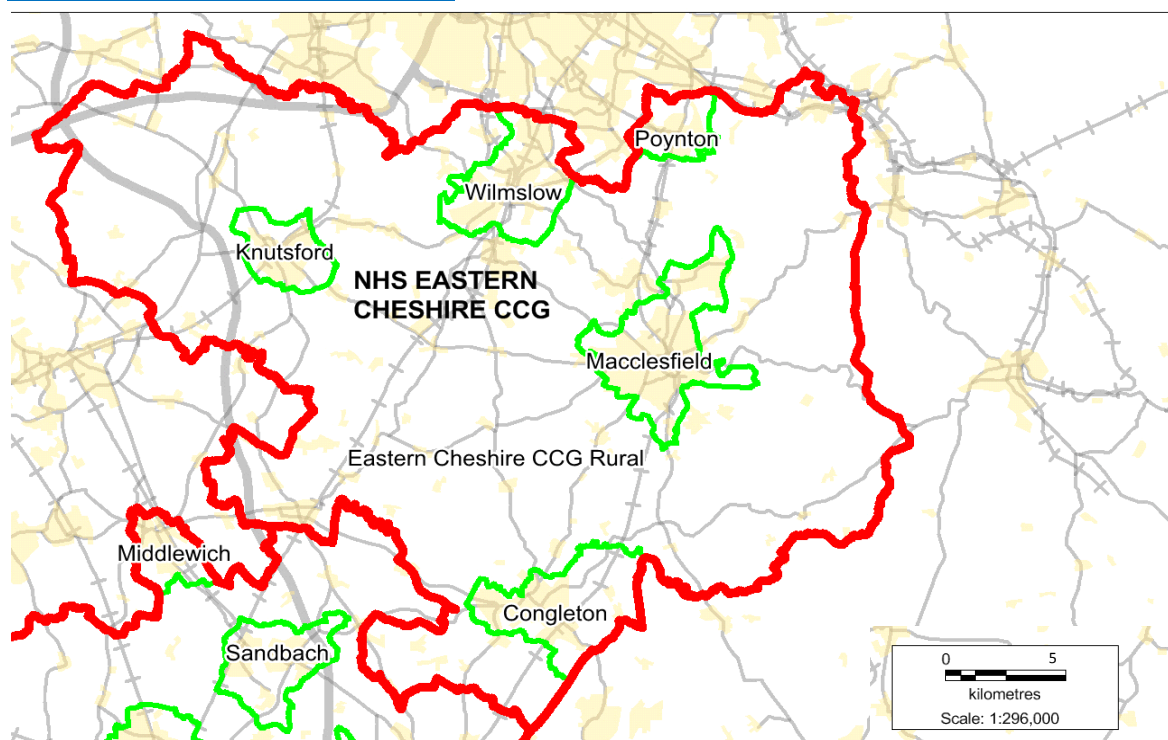 Poynton
Wilmslow
Knutsford
NHS EASTERN
CHESHIRE CCG
Macclesfield
Eastern Cheshire CCG Rural
Middlewich
Congleton
Sandbach
0 5
kilometres
Scale: 1:296,000